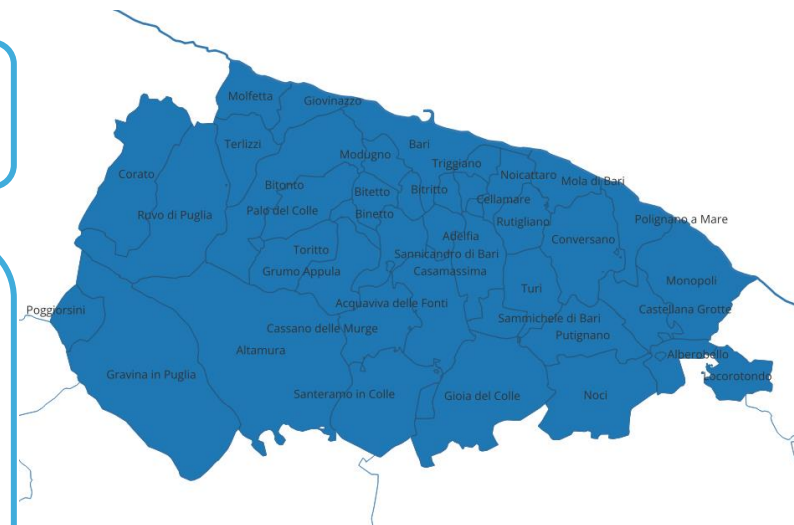 Molfetta
Giovinazzo
Terlizzi
Bari
Modugno
Triggiano
Corato
Noicattaro
Mola di Bari
Bitonto
Bitetto
Bitritto
Cellamare
Ruvo di Puglia
Palo del Colle
Binetto
Rutigliano
Polignano a Mare
Adelfia
Conversano
Toritto
Sannicandro di Bari
Grumo Appula
Casamassima
Monopoli
Turi
Poggiorsini
Acquaviva delle Fonti
Castellana Grotte
Sammichele di Bari
Cassano delle Murge
Putignano
Altamura
Alberobello
Gravina in Puglia
Locorotondo
Santeramo in Colle
Gioia del Colle
Noci